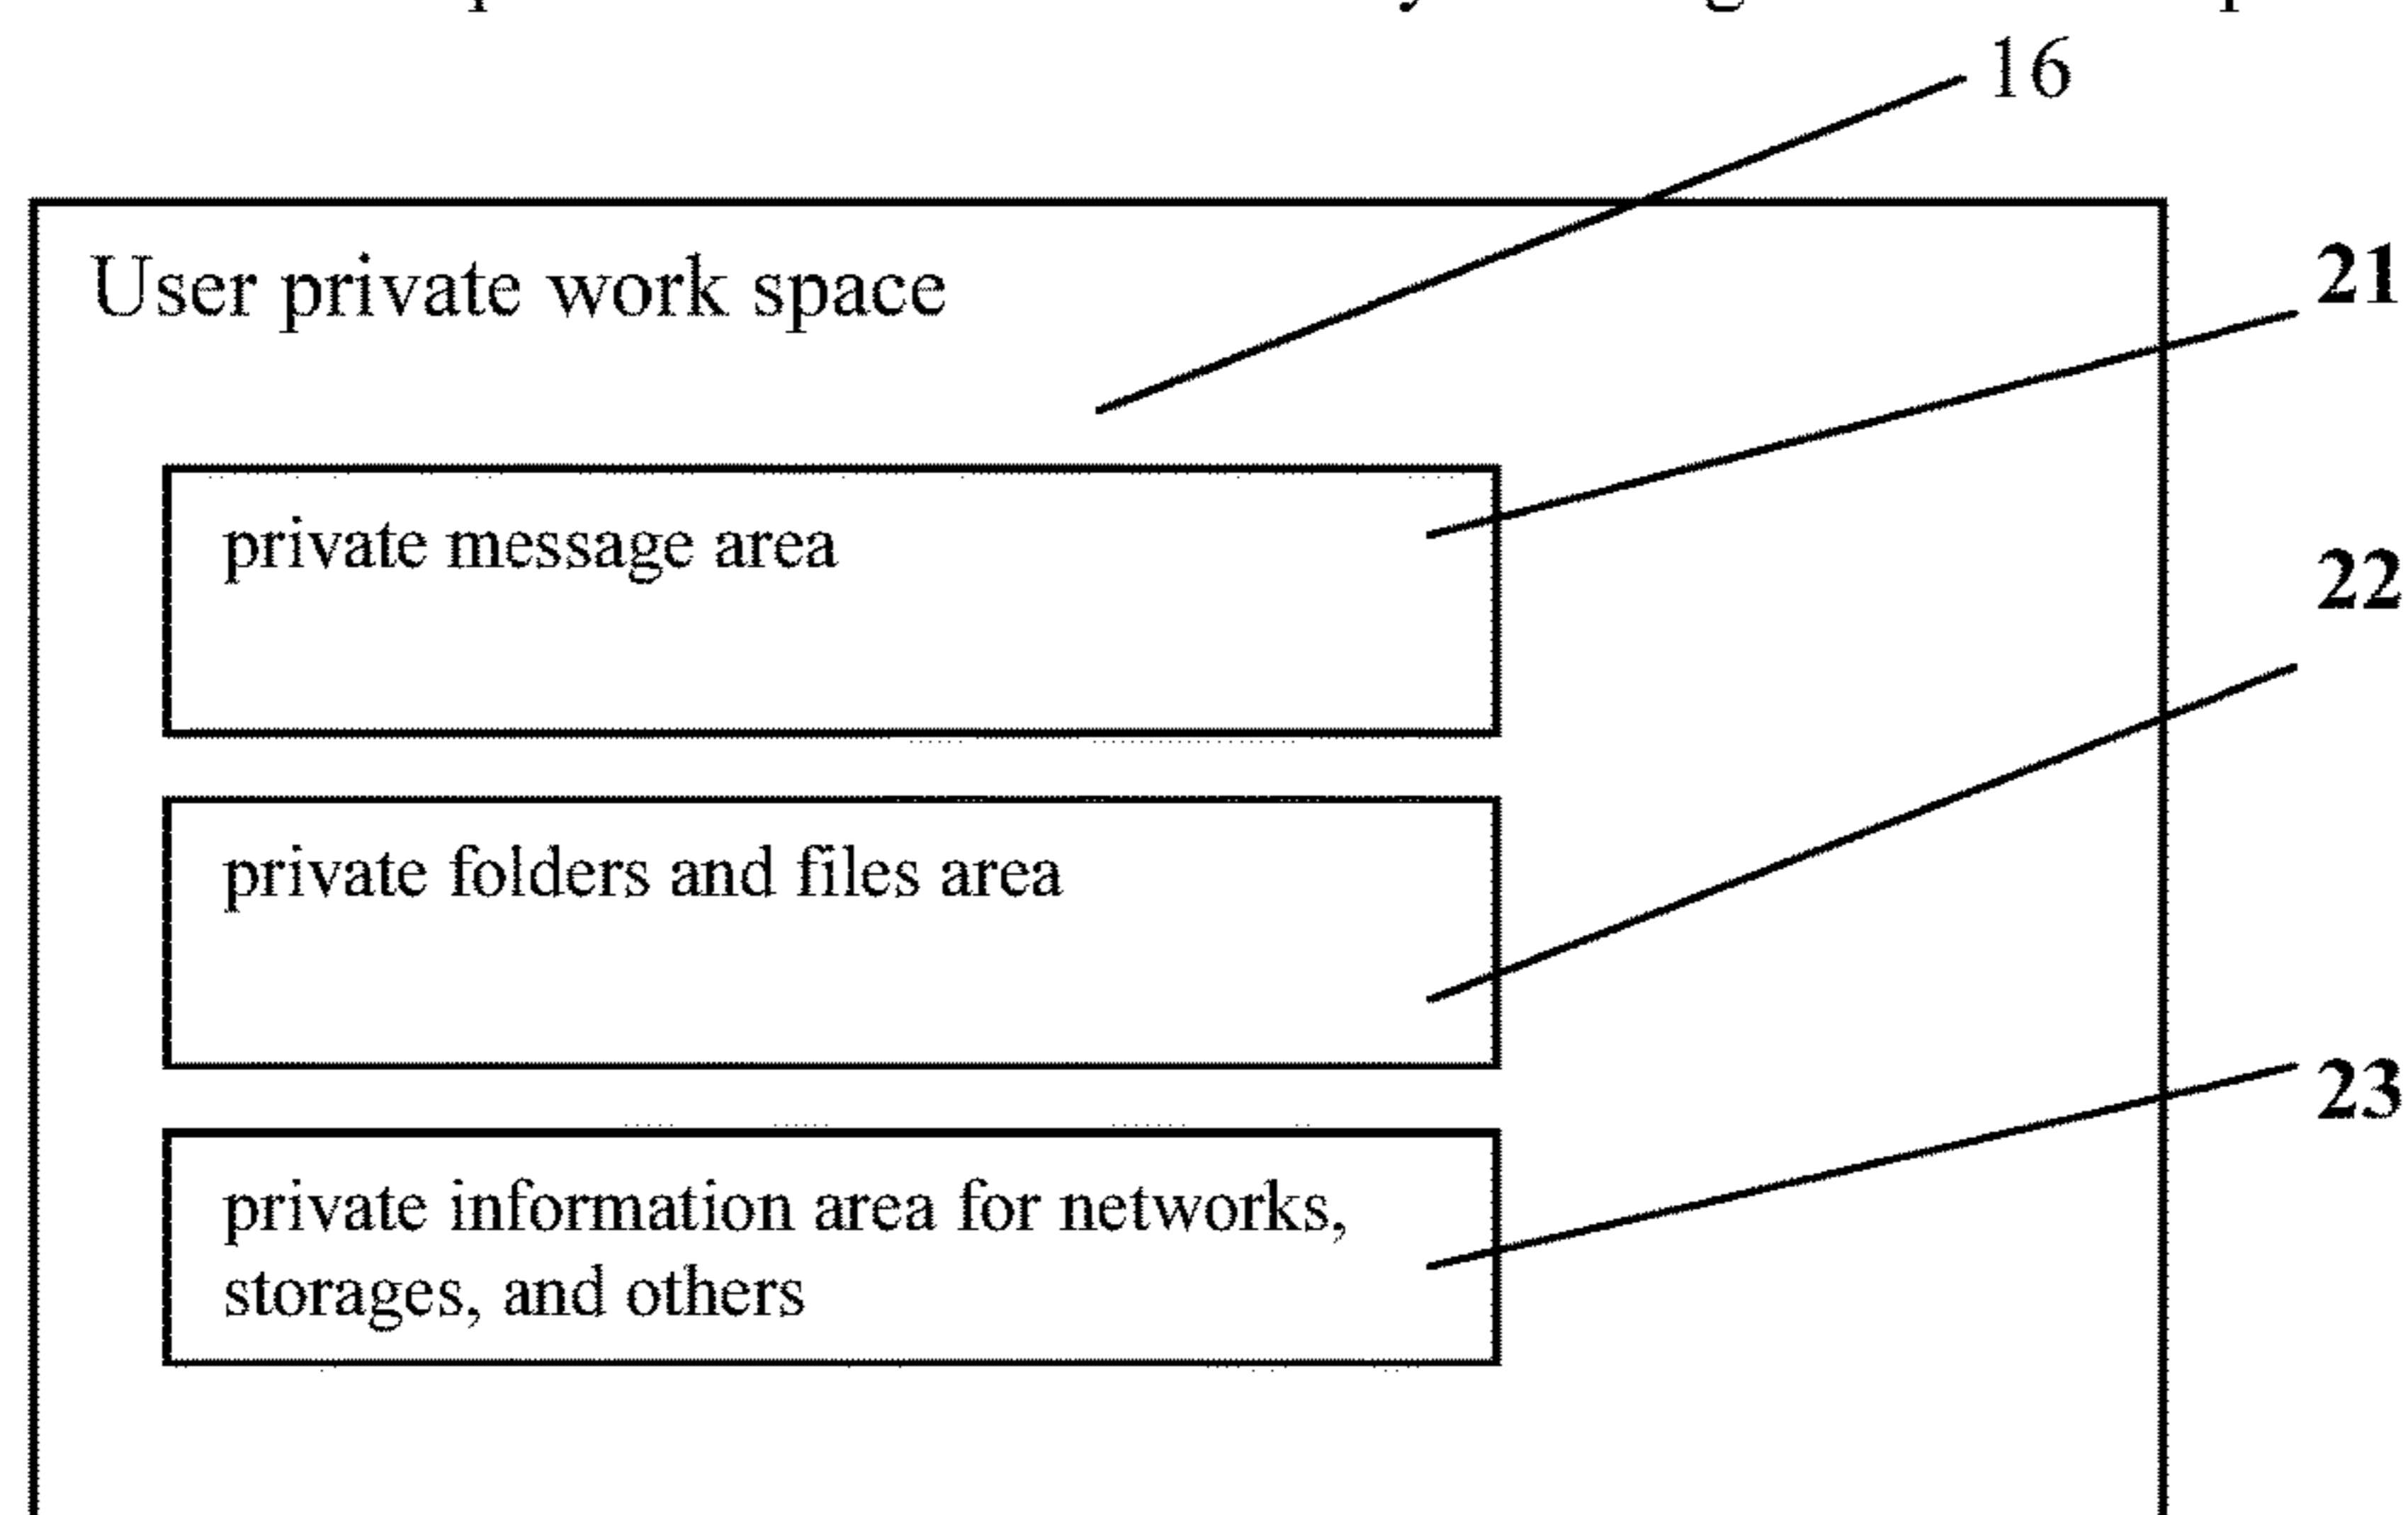 16
User private work space
21
private message area
22
private folders and files area
23
private information area for networks,
storages, and others